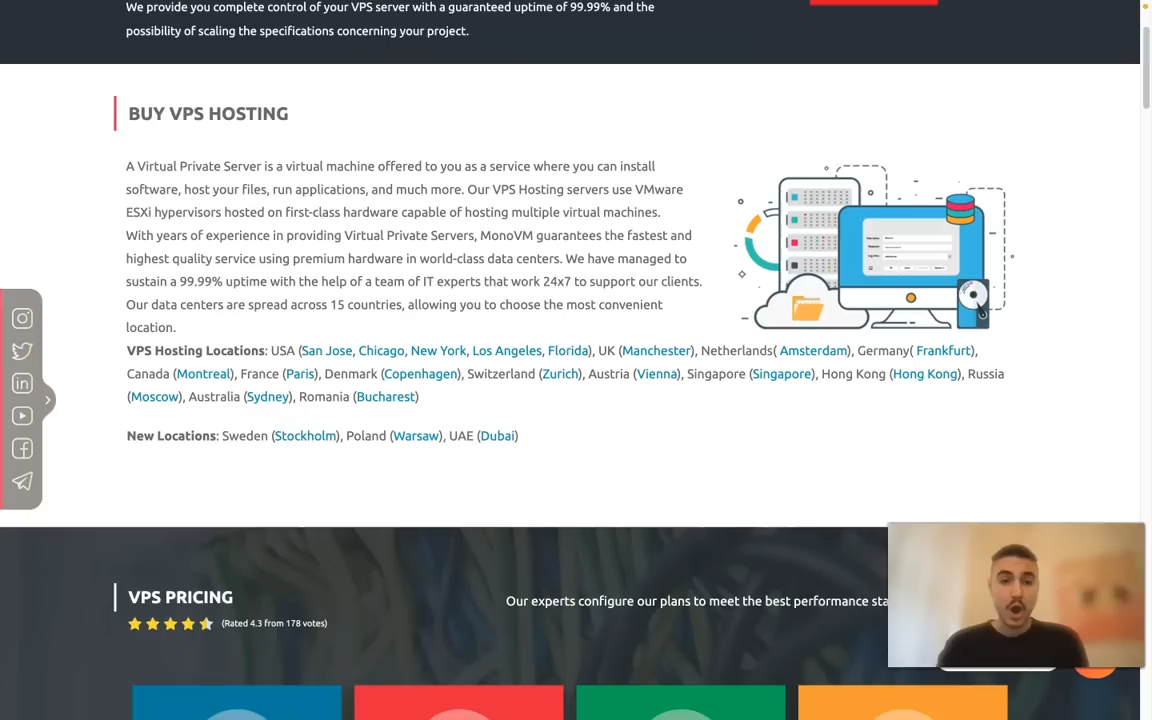 We provide you complete control of your VPS server with a guaranteed uptime of 99.99% and the
possibility of scaling the specifications concerning your project.
BUY VPS HOSTING
A Virtual Private Server is a virtual machine offered to you as a service where you can install
software, host your files, run applications, and much more. Our VPS Hosting servers use VMware
ESXi hypervisors hosted on first-class hardware capable of hosting multiple virtual machines.
With years of experience in providing Virtual Private Servers, MonoVM guarantees the fastest and
highest quality service using premium hardware in world-class data centers. We have managed to
sustain a 99.99% uptime with the help of a team of IT experts that work 24x7 to support our clients.
Our data centers are spread across 15 countries, allowing you to choose the most convenient
location.
VPS Hosting Locations: USA (San Jose, Chicago, New York, Los Angeles, Florida), UK (Manchester), Netherlands( Amsterdam), Germany( Frankfurt),
Canada (Montreal), France (Paris), Denmark (Copenhagen), Switzerland (Zurich), Austria (Vienna), Singapore (Singapore), Hong Kong (Hong Kong), Russia
(Moscow), Australia (Sydney), Romania (Bucharest)
New Locations: Sweden (Stockholm), Poland (Warsaw), UAE (Dubai)
VPS PRICING
Our experts configure our plans to meet the best performance sta
(Rated 4.3 from 178 votes)